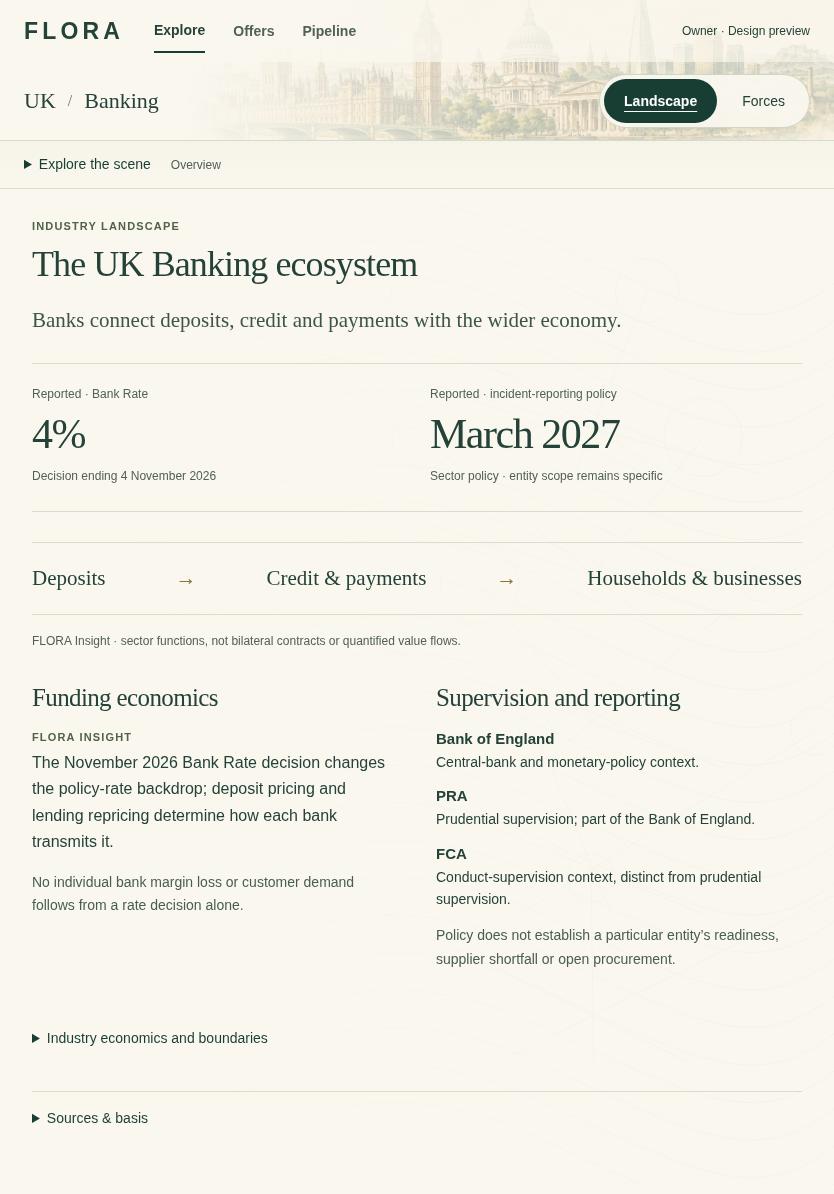 FLORA
Explore
Offers
Pipeline
Owner · Design preview
UK / Banking
Landscape
Forces
▶ Explore the scene
Overview
INDUSTRY LANDSCAPE
The UK Banking ecosystem
Banks connect deposits, credit and payments with the wider economy.
Reported · Bank Rate
4%
Decision ending 4 November 2026
Reported · incident-reporting policy
March 2027
Sector policy · entity scope remains specific
Deposits → Credit & payments → Households & businesses
FLORA Insight · sector functions, not bilateral contracts or quantified value flows.
Funding economics
FLORA INSIGHT
The November 2026 Bank Rate decision changes
the policy-rate backdrop; deposit pricing and
lending repricing determine how each bank
transmits it.
No individual bank margin loss or customer demand
follows from a rate decision alone.
Supervision and reporting
Bank of England
Central-bank and monetary-policy context.
PRA
Prudential supervision; part of the Bank of England.
FCA
Conduct-supervision context, distinct from prudential
supervision.
Policy does not establish a particular entity’s readiness,
supplier shortfall or open procurement.
▶ Industry economics and boundaries
▶ Sources & basis